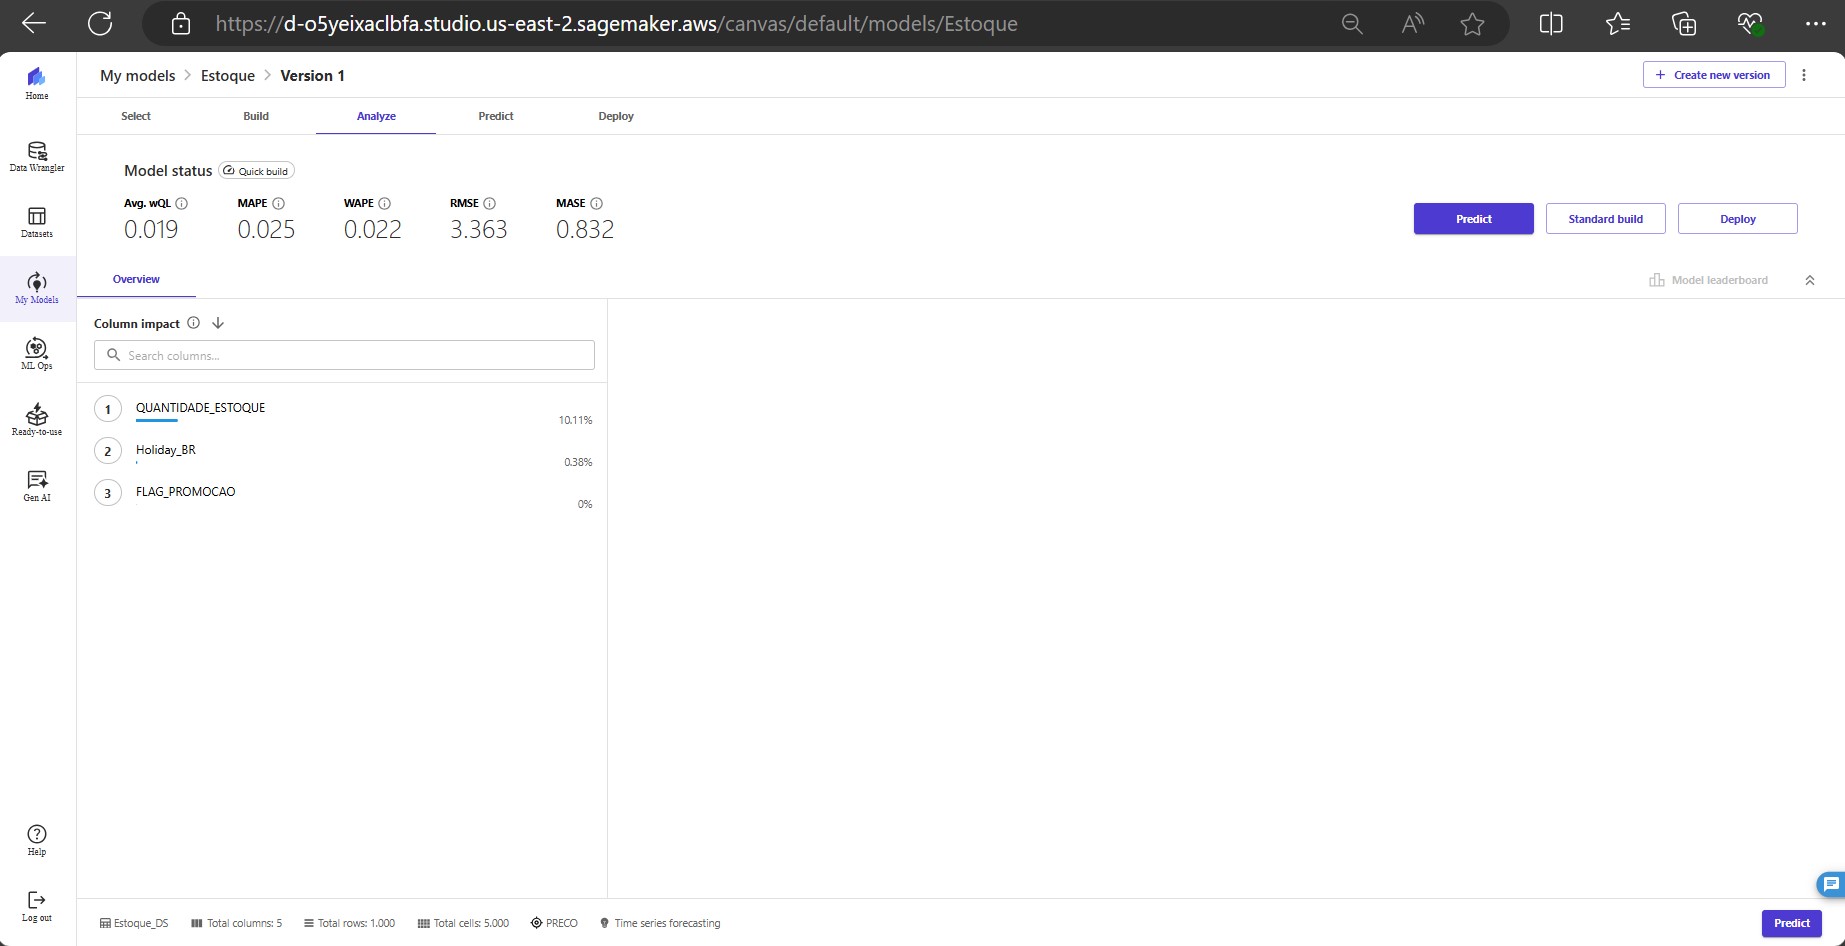 https://d-o5yeixaclbfa.studio.us-east-2.sagemaker.aws/canvas/default/models/Estoque
Home
Data Wrangler
Datasets
My Models
ML Ops
Ready-to-use
Gen AI
Help
Log out
My models > Estoque > Version 1
+ Create new version
Select Build Analyze Predict Deploy
Model status Quick build
Avg. wQL MAPE WAPE RMSE MASE
0.019 0.025 0.022 3.363 0.832
Predict Standard build Deploy
Overview
Model leaderboard
Column impact
Search columns...
1 QUANTIDADE_ESTOQUE
10.11%
2 Holiday_BR
0.38%
3 FLAG_PROMOCAO
0%
Estoque_DS Total columns: 5 Total rows: 1.000 Total cells: 5.000 PRECO Time series forecasting
Predict